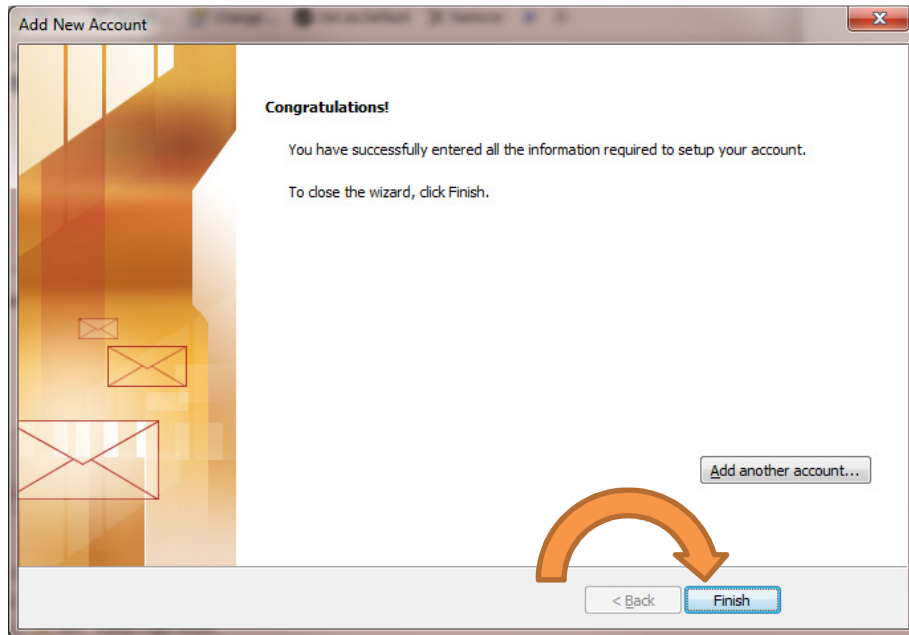 Add New Account
Congratulations!
You have successfully entered all the information required to setup your account.
To close the wizard, click Finish.
Add another account...
< Back
Finish